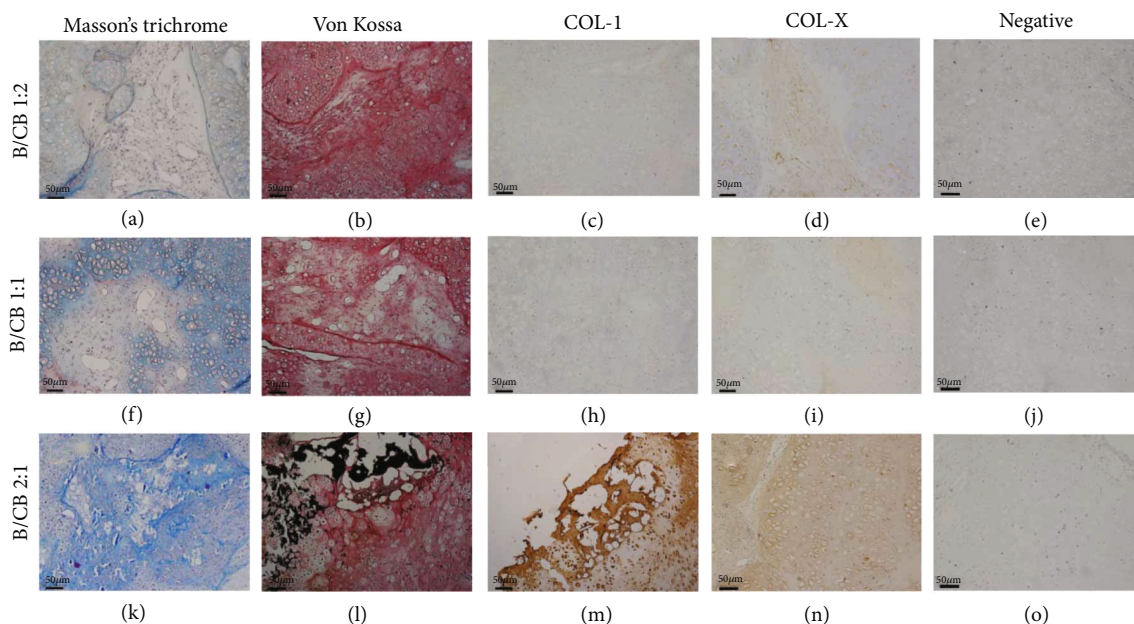 Masson's trichrome Von Kossa COL-1 COL-X Negative
B/CB 1:2
50μm 50μm 50μm 50μm 50μm
(a) (b) (c) (d) (e)
B/CB 1:1
50μm 50μm 50μm 50μm 50μm
(f) (g) (h) (i) (j)
B/CB 2:1
50μm 50μm 50μm 50μm 50μm
(k) (l) (m) (n) (o)